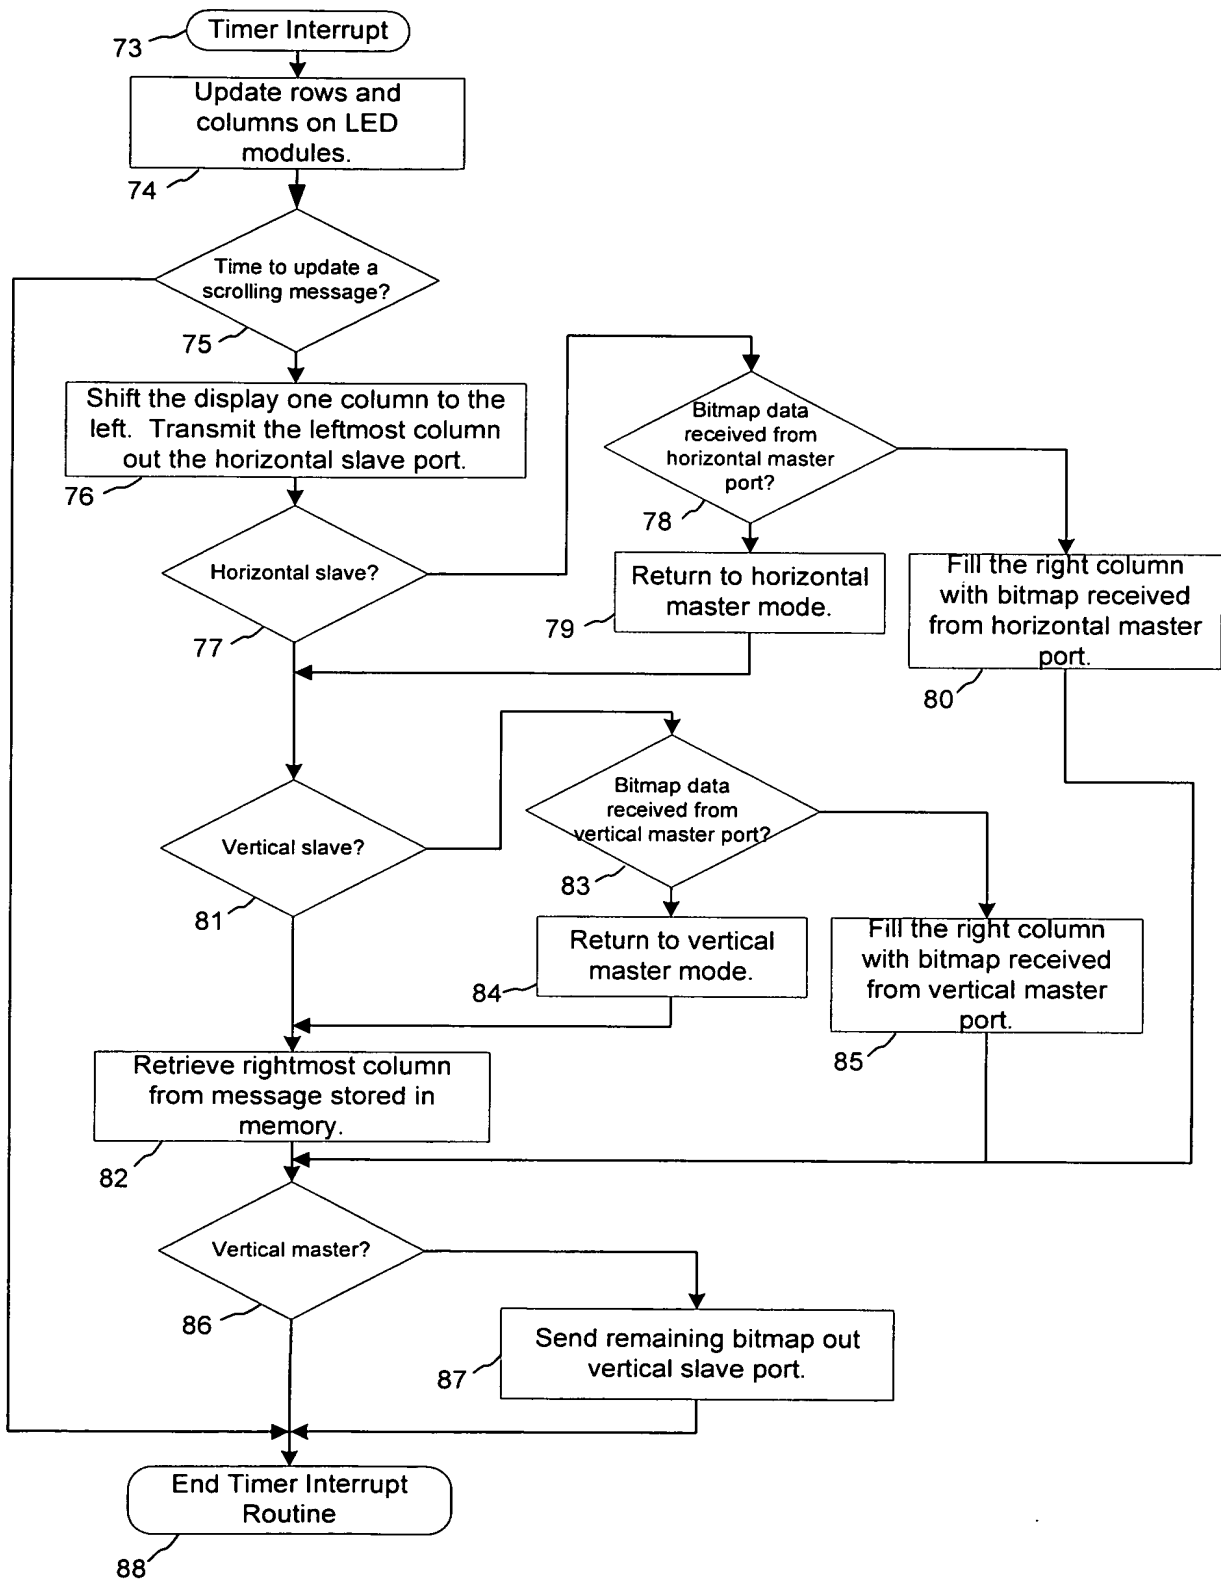 Timer Interrupt
73
Update rows and
columns on LED
modules.
74
Time to update a
scrolling message?
75
Shift the display one column to the
left. Transmit the leftmost column
out the horizontal slave port.
76
Bitmap data
received from
horizontal master
port?
78
Horizontal slave?
77
Return to horizontal
master mode.
79
Fill the right column
with bitmap received
from horizontal master
port.
80
Vertical slave?
81
Bitmap data
received from
vertical master port?
83
Return to vertical
master mode.
84
Fill the right column
with bitmap received
from vertical master
port.
85
Retrieve rightmost column
from message stored in
memory.
82
Vertical master?
86
Send remaining bitmap out
vertical slave port.
87
End Timer Interrupt
Routine
88